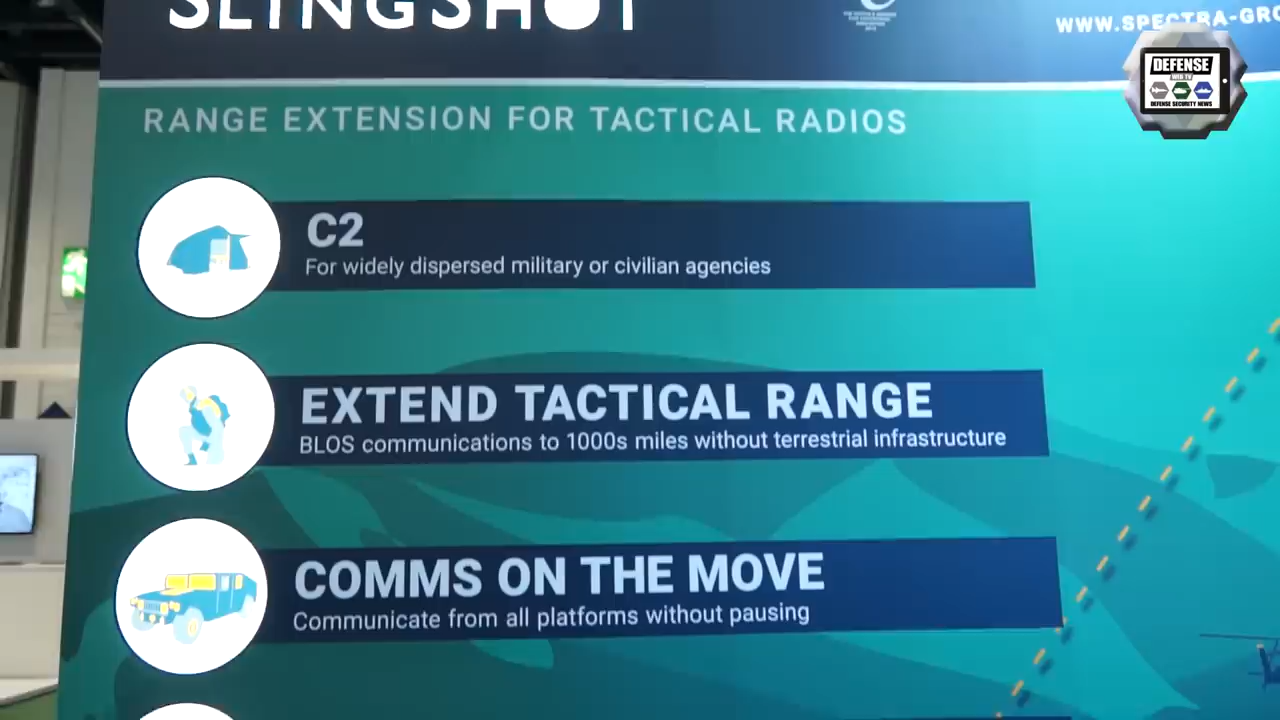 SLINGSHOT
WWW.SPECTRA-GRO
DEFENSE
WEB TV
DEFENSE SECURITY NEWS
RANGE EXTENSION FOR TACTICAL RADIOS
C2
For widely dispersed military or civilian agencies
EXTEND TACTICAL RANGE
BLOS communications to 1000s miles without terrestrial infrastructure
COMMS ON THE MOVE
Communicate from all platforms without pausing